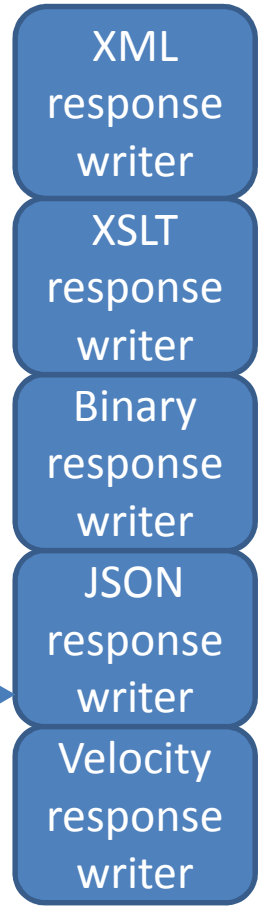 XML
response
writer
XSLT
response
writer
Binary
response
writer
JSON
response
writer
Velocity
response
writer